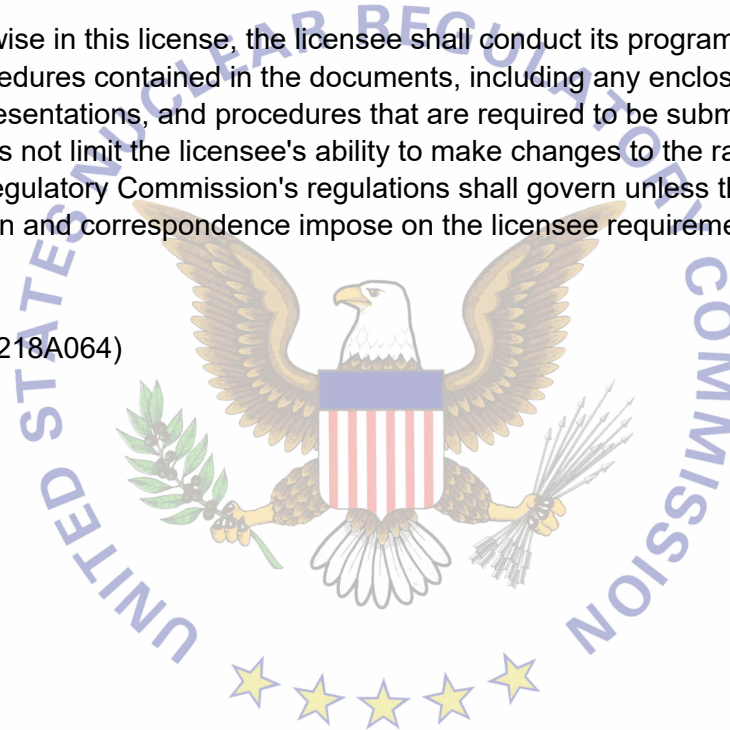 wise in this license, the licensee shall conduct its program
edures contained in the documents, including any enclos
esentations, and procedures that are required to be subm
s not limit the licensee's ability to make changes to the ra
egulatory Commission's regulations shall govern unless th
n and correspondence impose on the licensee requireme
218A064)
UNITED STATES NUCLEAR REGULATORY COMMISSION